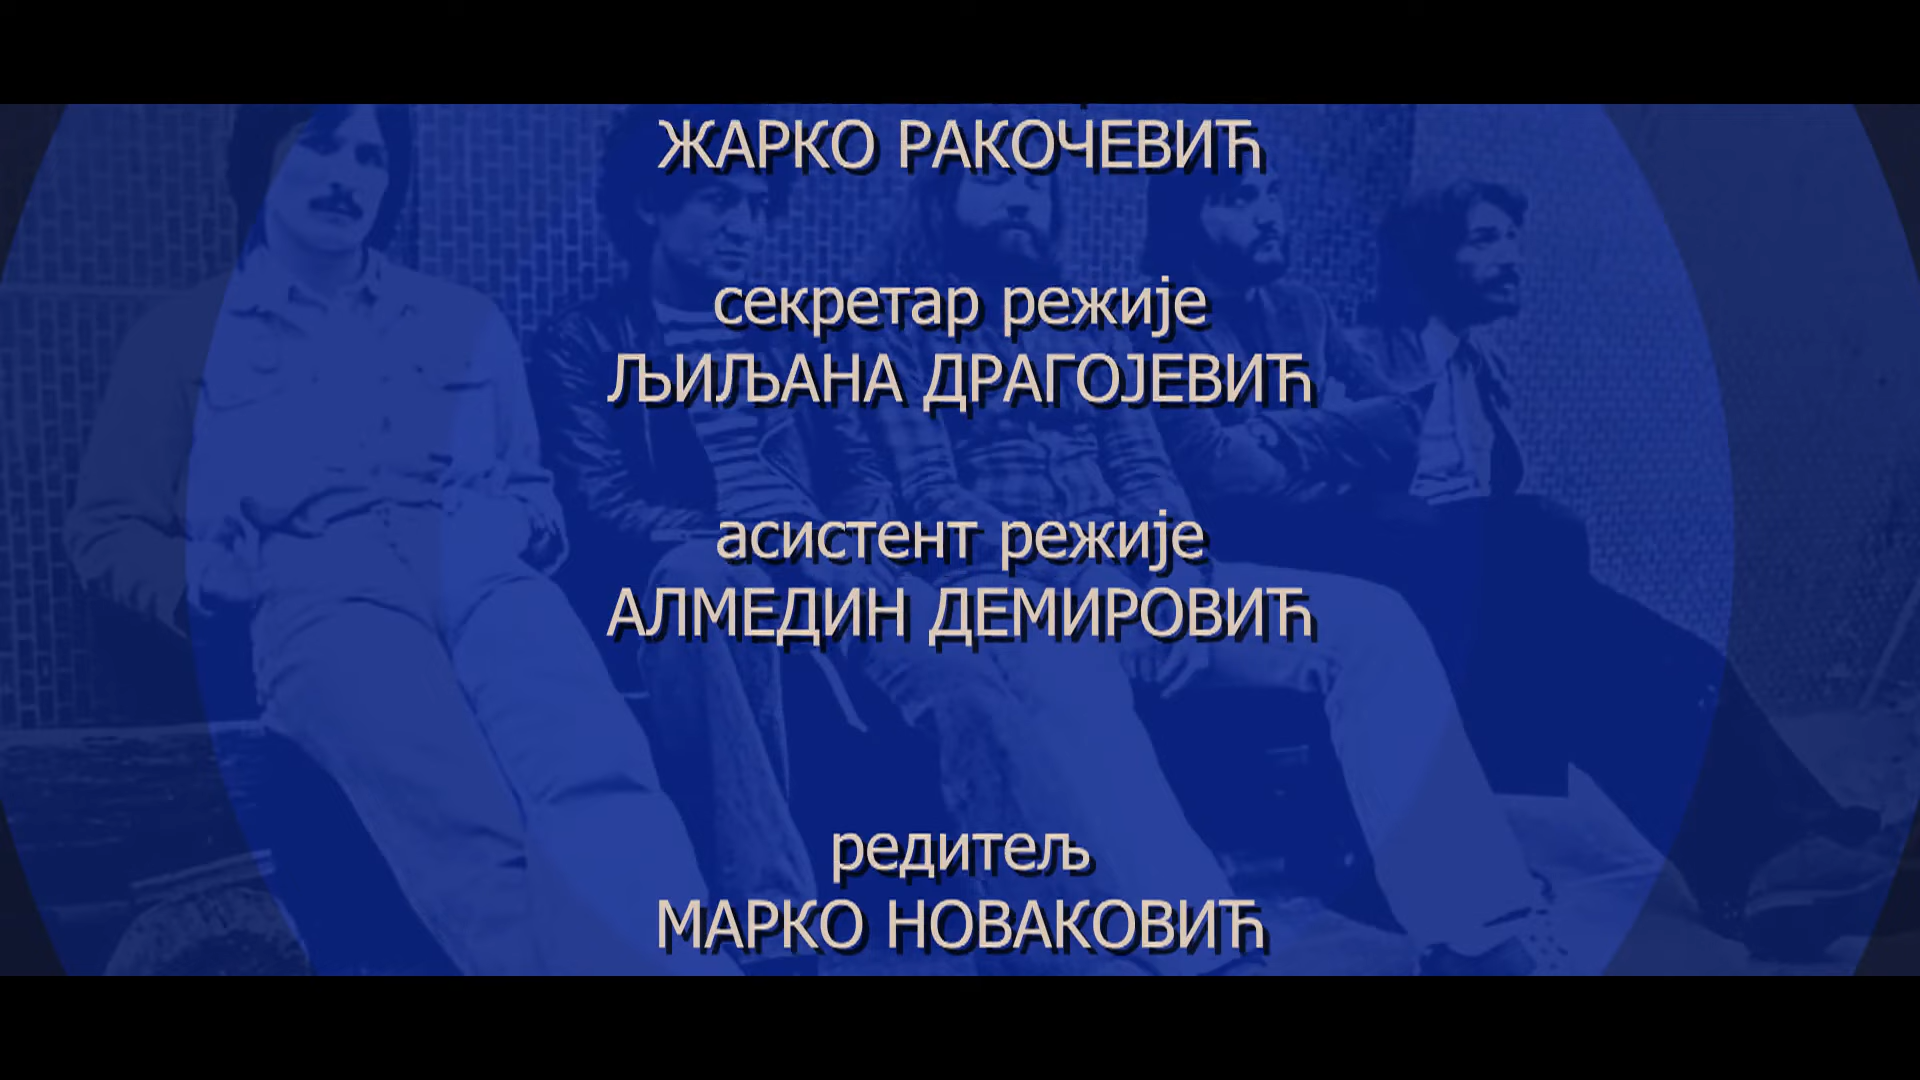 ЖАРКО РАКОЧЕВИЋ
секретар режије
ЉИЉАНА ДРАГОЈЕВИЋ
асистент режије
АЛМЕДИН ДЕМИРОВИЋ
редитељ
МАРКО НОВАКОВИЋ